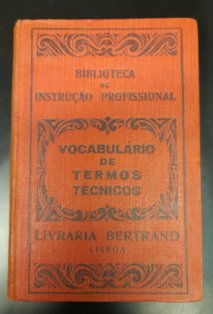 BIBLIOTECA
DE
INSTRUÇÃO PROFISSIONAL
VOCABULÁRIO
DE
TERMOS
TÉCNICOS
LIVRARIA BERTRAND
LISBOA